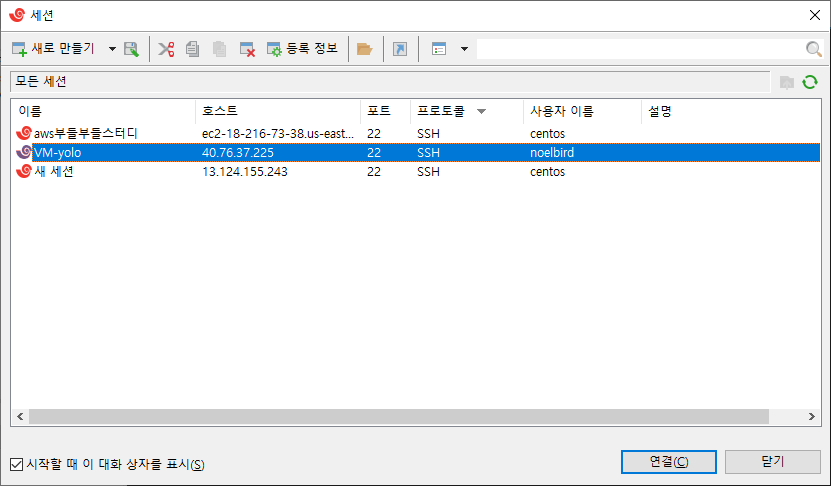 세션
새로 만들기 등록 정보
모든 세션
이름 호스트 포트 프로토콜 사용자 이름 설명
aws부들부들스터디 ec2-18-216-73-38.us-east... 22 SSH centos
VM-yolo 40.76.37.225 22 SSH noelbird
새 세션 13.124.155.243 22 SSH centos
시작할 때 이 대화 상자를 표시(S) 연결(C) 닫기